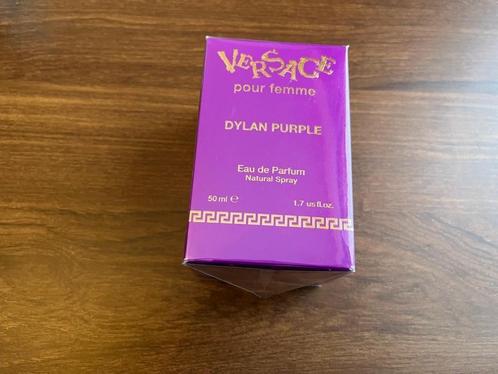 VERSACE
pour femme
DYLAN PURPLE
Eau de Parfum
Natural Spray
50 ml ℮ 1.7 us fl.oz.